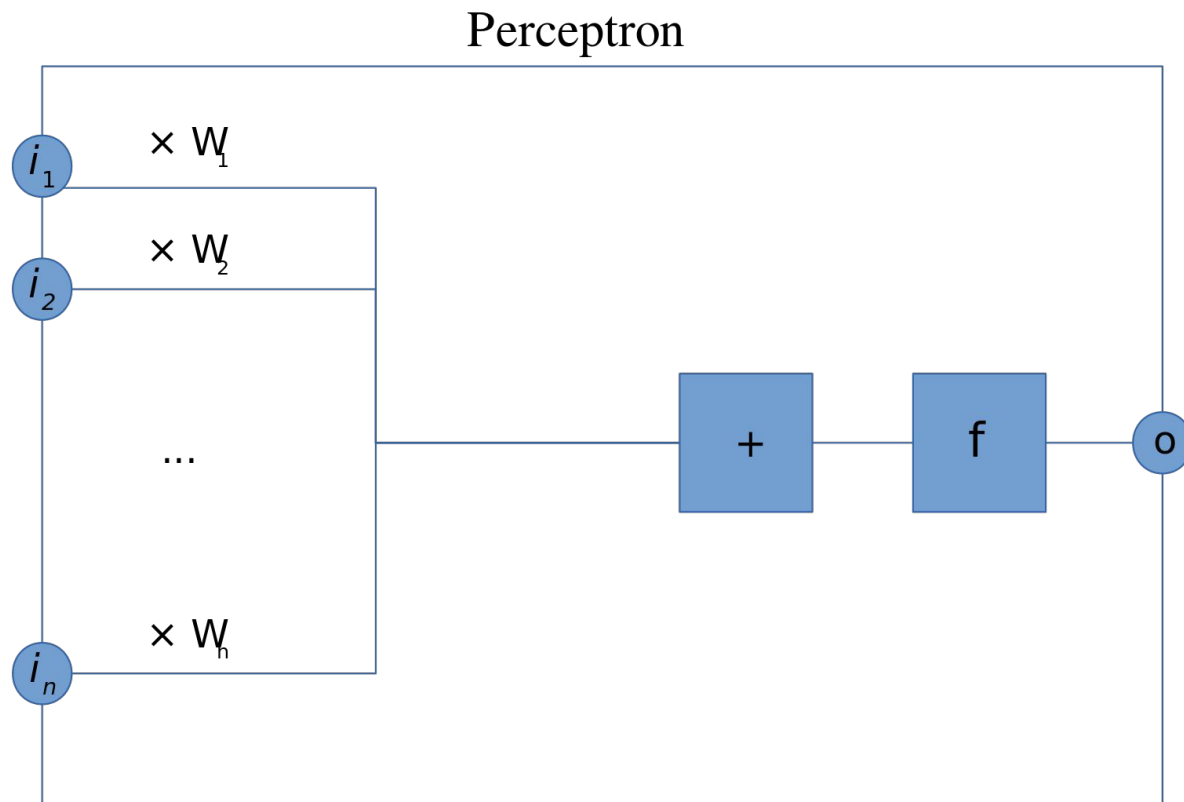 Perceptron
i1
× W1
i2
× W2
...
+
f
o
in
× Wn